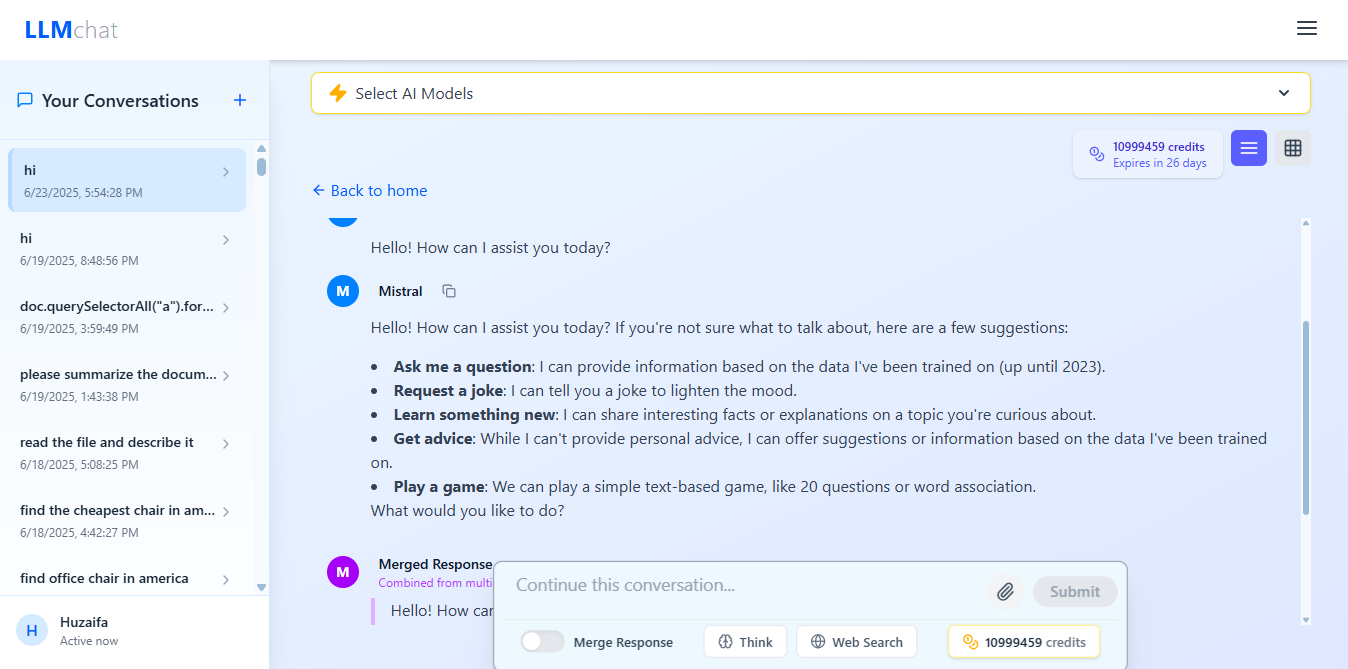 LLMchat
Your Conversations
hi
6/23/2025, 5:54:28 PM
hi
6/19/2025, 8:48:56 PM
doc.querySelectorAll("a").for...
6/19/2025, 3:59:49 PM
please summarize the docum...
6/19/2025, 1:43:38 PM
read the file and describe it
6/18/2025, 5:08:25 PM
find the cheapest chair in am...
6/18/2025, 4:42:27 PM
find office chair in america
H
Huzaifa
Active now
Select AI Models
10999459 credits
Expires in 26 days
Back to home
Hello! How can I assist you today?
M Mistral
Hello! How can I assist you today? If you're not sure what to talk about, here are a few suggestions:
• Ask me a question: I can provide information based on the data I've been trained on (up until 2023).
• Request a joke: I can tell you a joke to lighten the mood.
• Learn something new: I can share interesting facts or explanations on a topic you're curious about.
• Get advice: While I can't provide personal advice, I can offer suggestions or information based on the data I've been trained
on.
• Play a game: We can play a simple text-based game, like 20 questions or word association.
What would you like to do?
M Merged Response
Combined from multi
Hello! How can
Continue this conversation...
Submit
Merge Response
Think
Web Search
10999459 credits